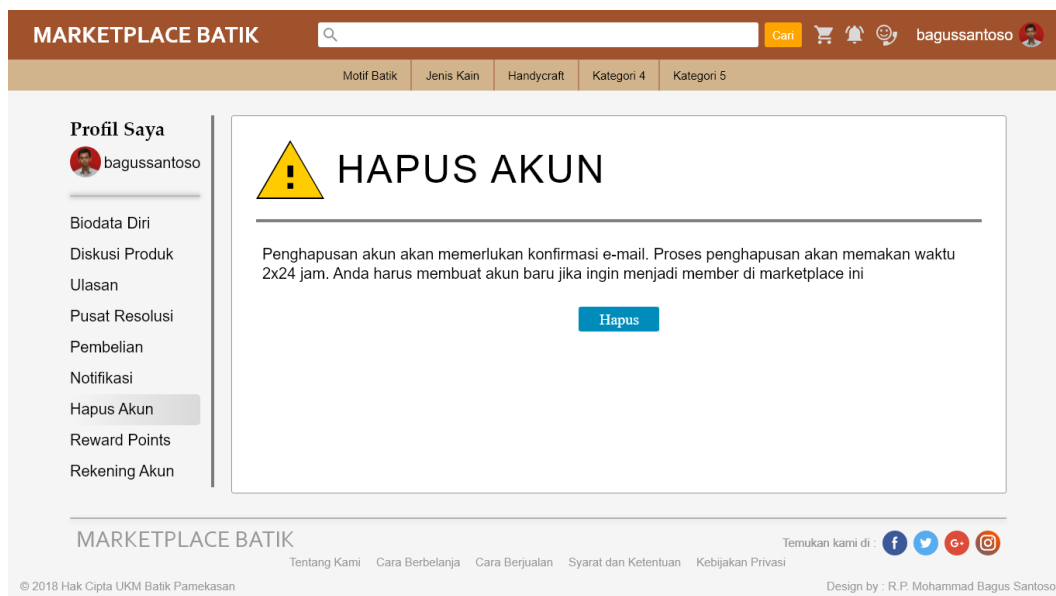 MARKETPLACE BATIK
Cari
bagussantoso
Motif Batik
Jenis Kain
Handycraft
Kategori 4
Kategori 5
Profil Saya
bagussantoso
Biodata Diri
Diskusi Produk
Ulasan
Pusat Resolusi
Pembelian
Notifikasi
Hapus Akun
Reward Points
Rekening Akun
HAPUS AKUN
Penghapusan akun akan memerlukan konfirmasi e-mail. Proses penghapusan akan memakan waktu
2x24 jam. Anda harus membuat akun baru jika ingin menjadi member di marketplace ini
Hapus
MARKETPLACE BATIK
Tentang Kami
Cara Berbelanja
Cara Berjualan
Syarat dan Ketentuan
Kebijakan Privasi
Temukan kami di :
© 2018 Hak Cipta UKM Batik Pamekasan
Design by : R.P. Mohammad Bagus Santoso